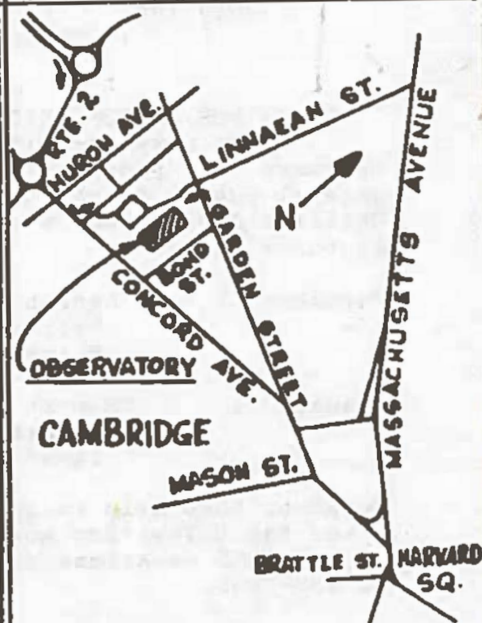 RTE. 2
HURON AVE.
LINNAEAN ST.
MASSACHUSETTS AVENUE
N
GARDEN STREET
BOND
ST.
CONCORD AVE.
OBSERVATORY
CAMBRIDGE
MASON ST.
BRATTLE ST.
HARVARD
SQ.